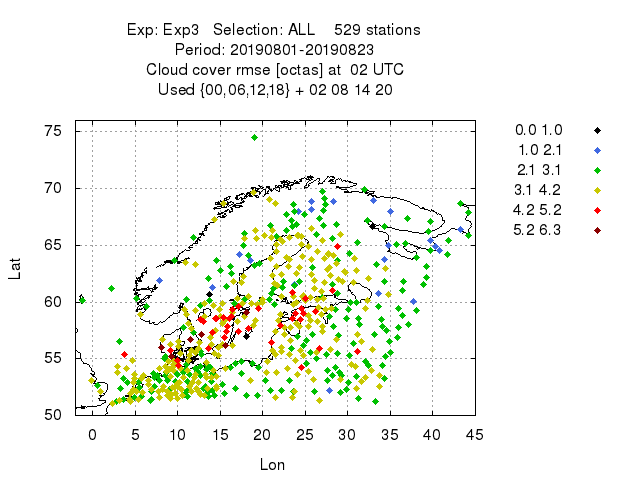 Exp: Exp3   Selection: ALL    529 stations
Period: 20190801-20190823
Cloud cover rmse [octas] at  02 UTC
Used {00,06,12,18} + 02 08 14 20
0.0 1.0
1.0 2.1
2.1 3.1
3.1 4.2
4.2 5.2
5.2 6.3
75
70
65
60
55
50
Lat
0 5 10 15 20 25 30 35 40 45
Lon